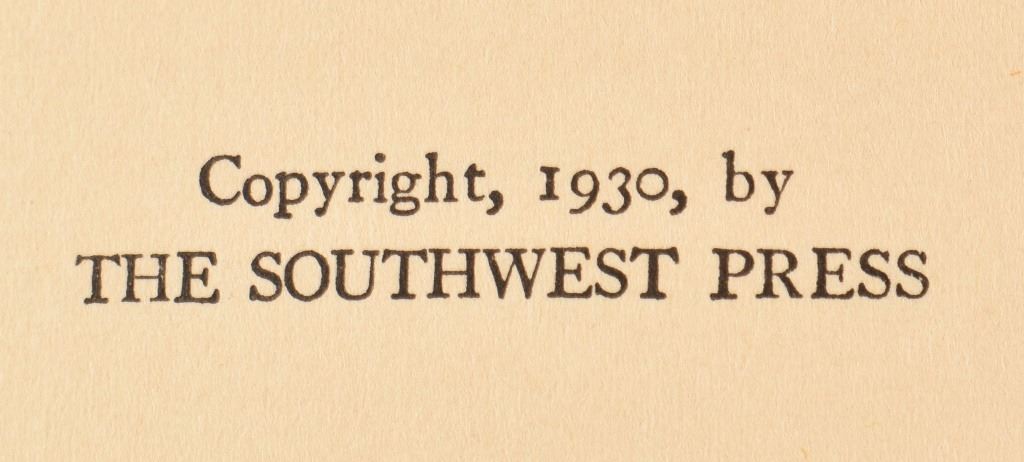 Copyright, 1930, by
THE SOUTHWEST PRESS